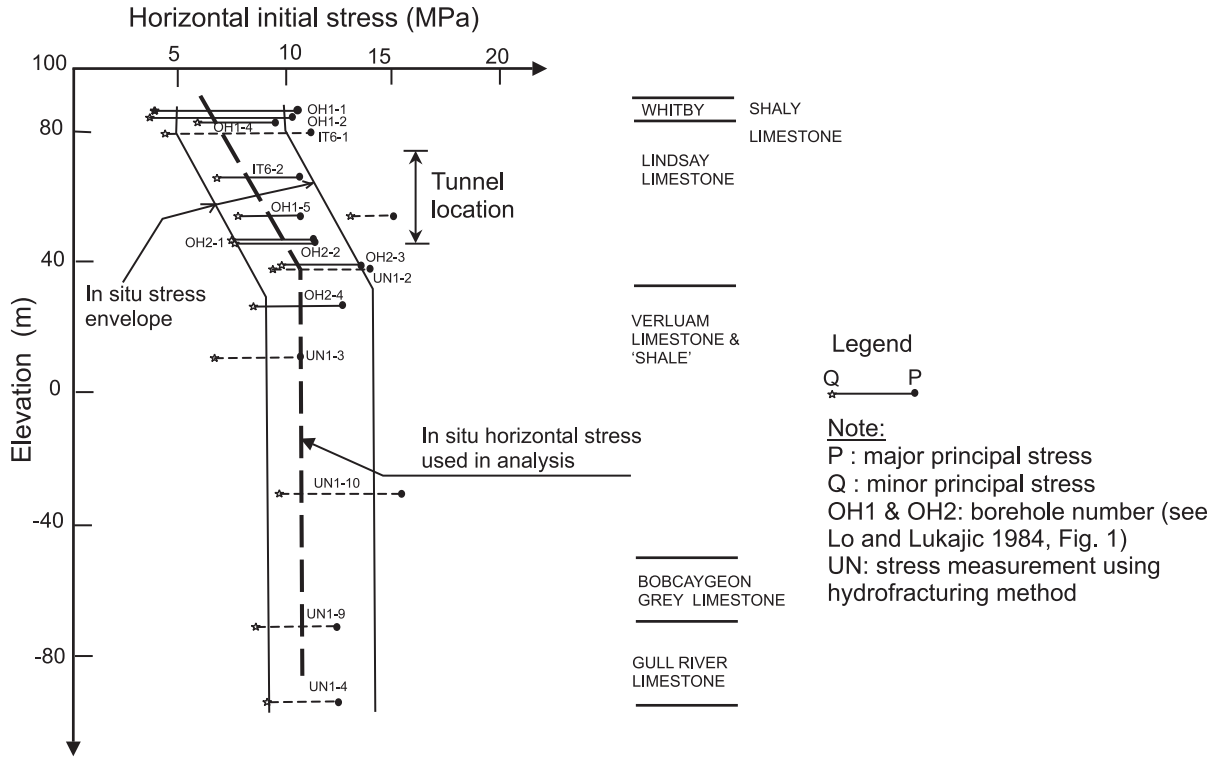 Horizontal initial stress (MPa)
5
10
15
20
100
80
40
0
-40
-80
Elevation (m)
OH1-1
OH1-2
OH1-4
IT6-1
IT6-2
OH1-5
OH2-1
OH2-2
OH2-3
UN1-2
OH2-4
UN1-3
UN1-10
UN1-9
UN1-4
Tunnel
location
In situ stress
envelope
In situ horizontal stress
used in analysis
WHITBY
SHALY
LIMESTONE
LINDSAY
LIMESTONE
VERLUAM
LIMESTONE &
‘SHALE’
BOBCAYGEON
GREY LIMESTONE
GULL RIVER
LIMESTONE
Legend
Q P
Note:
P : major principal stress
Q : minor principal stress
OH1 & OH2: borehole number (see
Lo and Lukajic 1984, Fig. 1)
UN: stress measurement using
hydrofracturing method